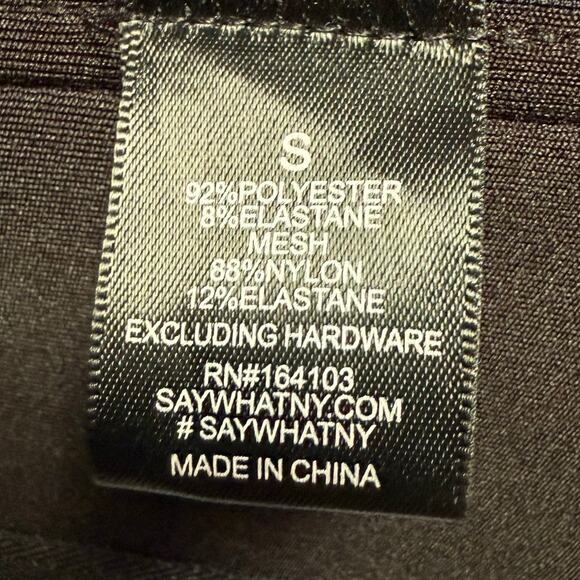 S
92%POLYESTER
8%ELASTANE
MESH
88%NYLON
12%ELASTANE
EXCLUDING HARDWARE
RN#164103
SAYWHATNY.COM
# SAYWHATNY
MADE IN CHINA